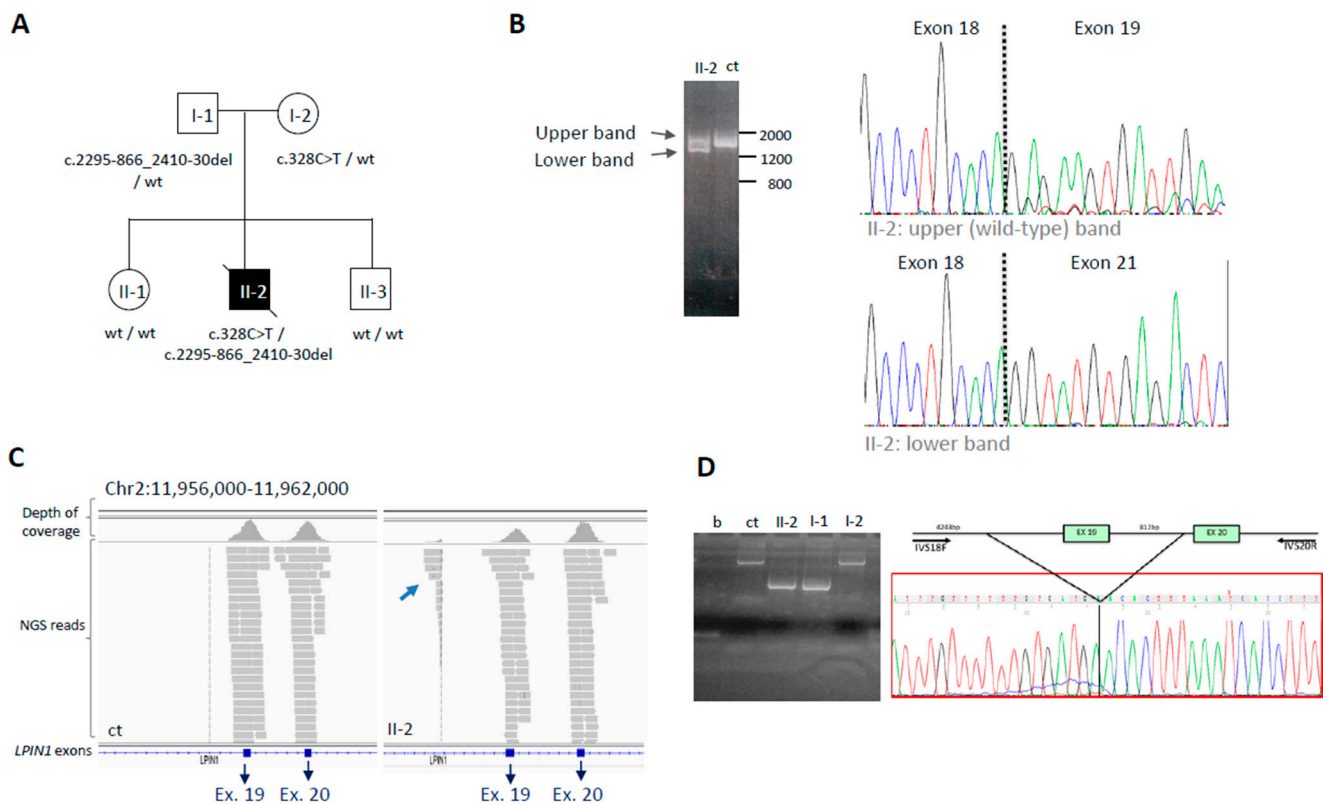 A
I-1
I-2
c.2295-866_2410-30del
/ wt
c.328C>T / wt
II-1
II-2
II-3
wt / wt
c.328C>T /
c.2295-866_2410-30del
wt / wt
B
II-2 ct
Upper band
Lower band
2000
1200
800
Exon 18
Exon 19
II-2: upper (wild-type) band
Exon 18
Exon 21
II-2: lower band
C
Chr2:11,956,000-11,962,000
Depth of
coverage
NGS reads
ct
II-2
LPIN1 exons
LPIN1
LPIN1
Ex. 19
Ex. 20
Ex. 19
Ex. 20
D
b ct II-2 I-1 I-2
4248bp
812bp
EX 19
EX 20
IVS18F
IVS20R